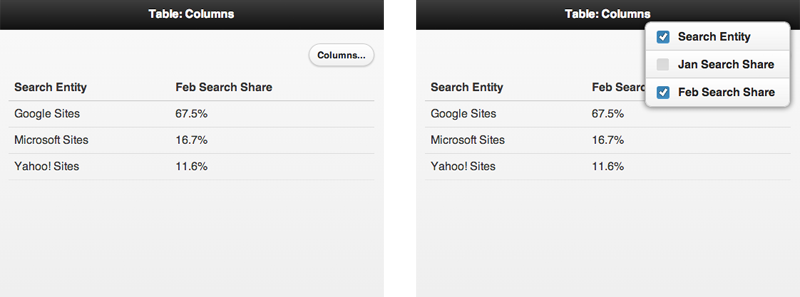 Table: Columns
Columns...
Search Entity Feb Search Share
Google Sites 67.5%
Microsoft Sites 16.7%
Yahoo! Sites 11.6%
Table: Columns
Search Entity
Jan Search Share
Feb Search Share
Search Entity Feb Searc
Google Sites 67.5%
Microsoft Sites 16.7%
Yahoo! Sites 11.6%